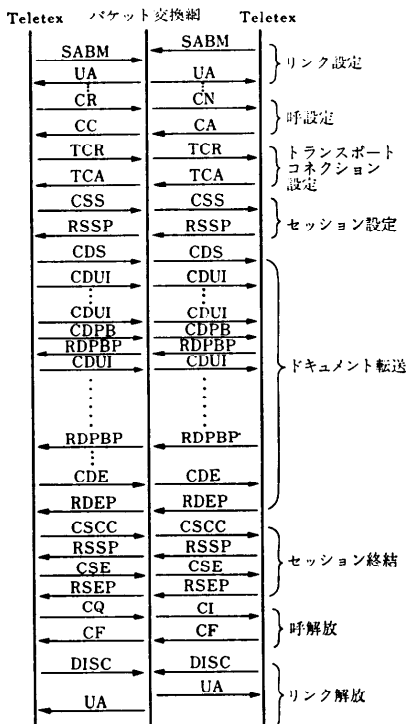 Teletex パケット交換網 Teletex
SABM SABM
UA UA リンク設定
CR CN
CC CA 呼設定
TCR TCR トランスポート
コネクション
TCA TCA 設定
CSS CSS
RSSP RSSP セッション設定
CDS CDS
CDUI CDUI
CDUI CDUI
CDPB CDPB
RDPBP RDPBP
CDUI CDUI ドキュメント転送
RDPBP RDPBP
CDE CDE
RDEP RDEP
CSCC CSCC
RSSP RSSP
CSE CSE セッション終結
RSEP RSEP
CQ CI
CF CF 呼解放
DISC DISC
UA リンク解放
UA